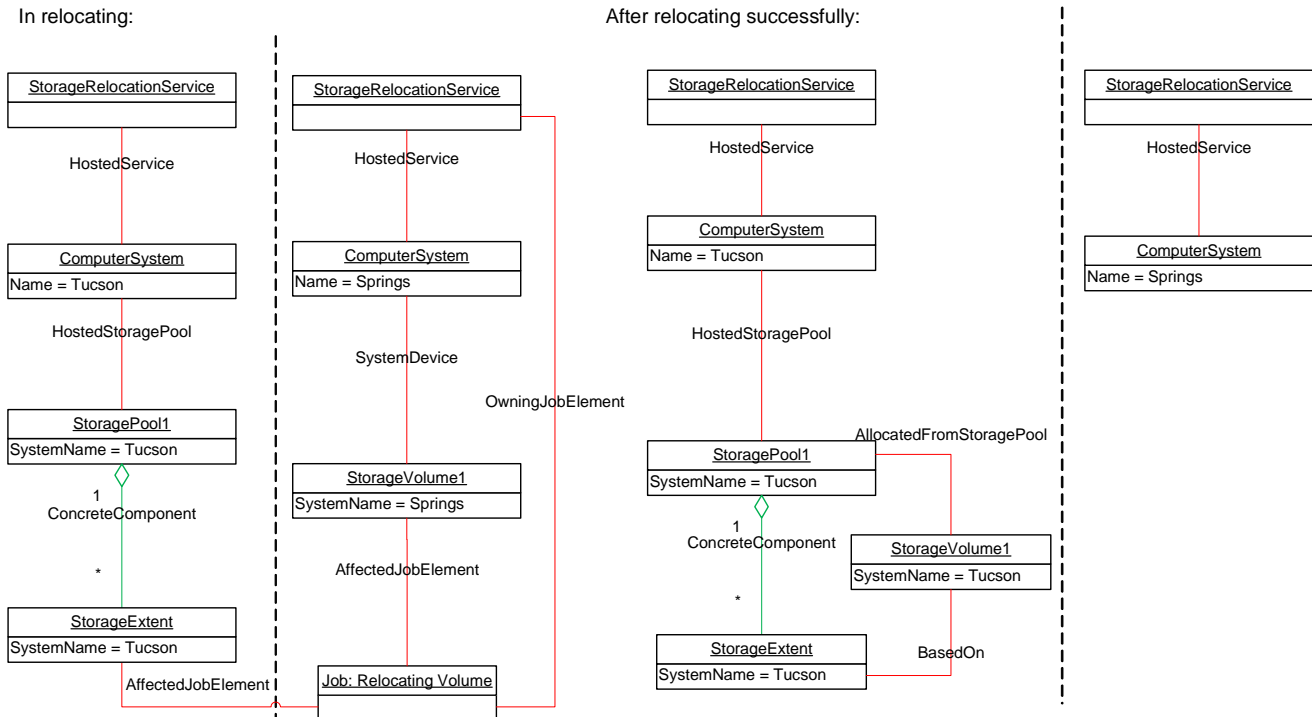 In relocating:
StorageRelocationService
HostedService
ComputerSystem
Name = Tucson
HostedStoragePool
StoragePool1
SystemName = Tucson
1
ConcreteComponent
*
StorageExtent
SystemName = Tucson
AffectedJobElement
StorageRelocationService
HostedService
ComputerSystem
Name = Springs
SystemDevice
OwningJobElement
StorageVolume1
SystemName = Springs
AffectedJobElement
Job: Relocating Volume
After relocating successfully:
StorageRelocationService
HostedService
ComputerSystem
Name = Tucson
HostedStoragePool
AllocatedFromStoragePool
StoragePool1
SystemName = Tucson
1
ConcreteComponent
*
StorageVolume1
SystemName = Tucson
BasedOn
StorageExtent
SystemName = Tucson
StorageRelocationService
HostedService
ComputerSystem
Name = Springs